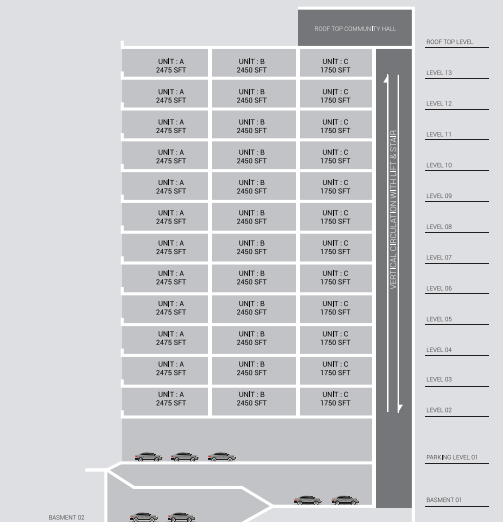 ROOF TOP COMMUNITY HALL
ROOF TOP LEVEL
UNIT : A UNIT : B UNIT : C
2475 SFT 2450 SFT 1750 SFT
LEVEL 13
UNIT : A UNIT : B UNIT : C
2475 SFT 2450 SFT 1750 SFT
LEVEL 12
UNIT : A UNIT : B UNIT : C
2475 SFT 2450 SFT 1750 SFT
LEVEL 11
UNIT : A UNIT : B UNIT : C
2475 SFT 2450 SFT 1750 SFT
LEVEL 10
UNIT : A UNIT : B UNIT : C
2475 SFT 2450 SFT 1750 SFT
LEVEL 09
UNIT : A UNIT : B UNIT : C
2475 SFT 2450 SFT 1750 SFT
LEVEL 08
UNIT : A UNIT : B UNIT : C
2475 SFT 2450 SFT 1750 SFT
LEVEL 07
UNIT : A UNIT : B UNIT : C
2475 SFT 2450 SFT 1750 SFT
LEVEL 06
UNIT : A UNIT : B UNIT : C
2475 SFT 2450 SFT 1750 SFT
LEVEL 05
UNIT : A UNIT : B UNIT : C
2475 SFT 2450 SFT 1750 SFT
LEVEL 04
UNIT : A UNIT : B UNIT : C
2475 SFT 2450 SFT 1750 SFT
LEVEL 03
UNIT : A UNIT : B UNIT : C
2475 SFT 2450 SFT 1750 SFT
LEVEL 02
VERTICAL CIRCULATION WITH LIFT & STAIR
PARKING LEVEL 01
BASMENT 01
BASMENT 02